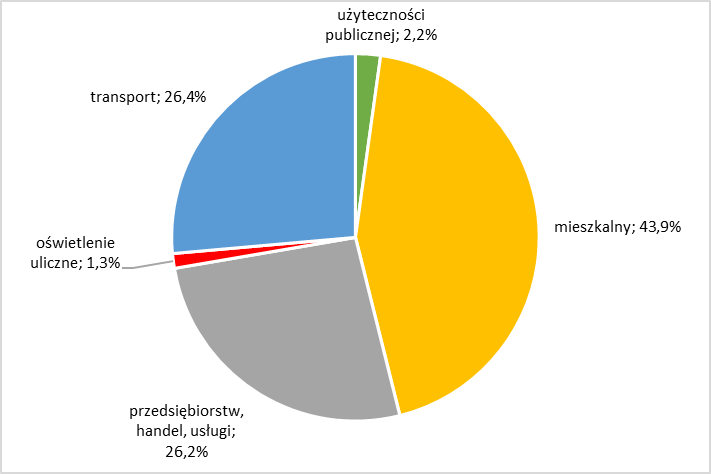 użyteczności
publicznej; 2,2%
transport; 26,4%
mieszkalny; 43,9%
oświetlenie
uliczne; 1,3%
przedsiębiorstw,
handel, usługi;
26,2%